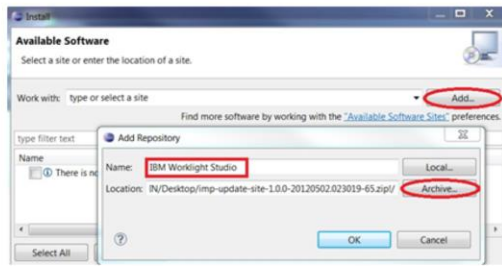 Install
Available Software
Select a site or enter the location of a site.
Work with: type or select a site Add...
Find more software by working with the "Available Software Sites" preferences.
type filter text
Add Repository
Name
There is no
Name: IBM Worklight Studio Local...
Location: IN/Desktop/imp-update-site-1.0.0-20120502.023019-65.zip!/ Archive...
OK Cancel
Select All